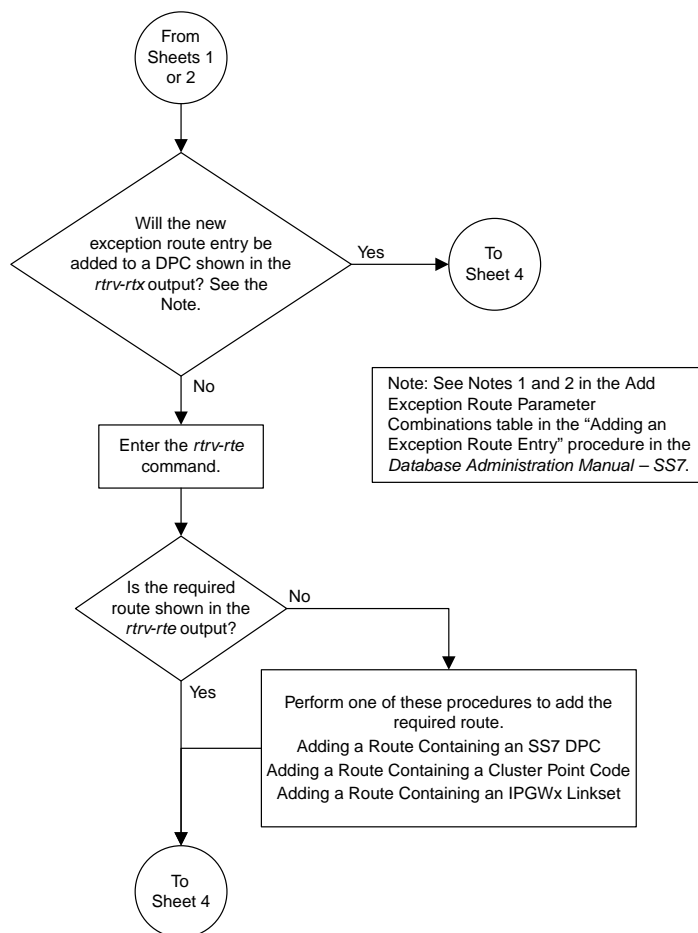 From
Sheets 1
or 2
Will the new
exception route entry be
added to a DPC shown in the
rtrv-rtx output? See the
Note.
Yes
To
Sheet 4
No
Note: See Notes 1 and 2 in the Add
Exception Route Parameter
Combinations table in the “Adding an
Exception Route Entry” procedure in the
Database Administration Manual – SS7.
Enter the rtrv-rte
command.
Is the required
route shown in the
rtrv-rte output?
No
Yes
Perform one of these procedures to add the
required route.
Adding a Route Containing an SS7 DPC
Adding a Route Containing a Cluster Point Code
Adding a Route Containing an IPGWx Linkset
To
Sheet 4